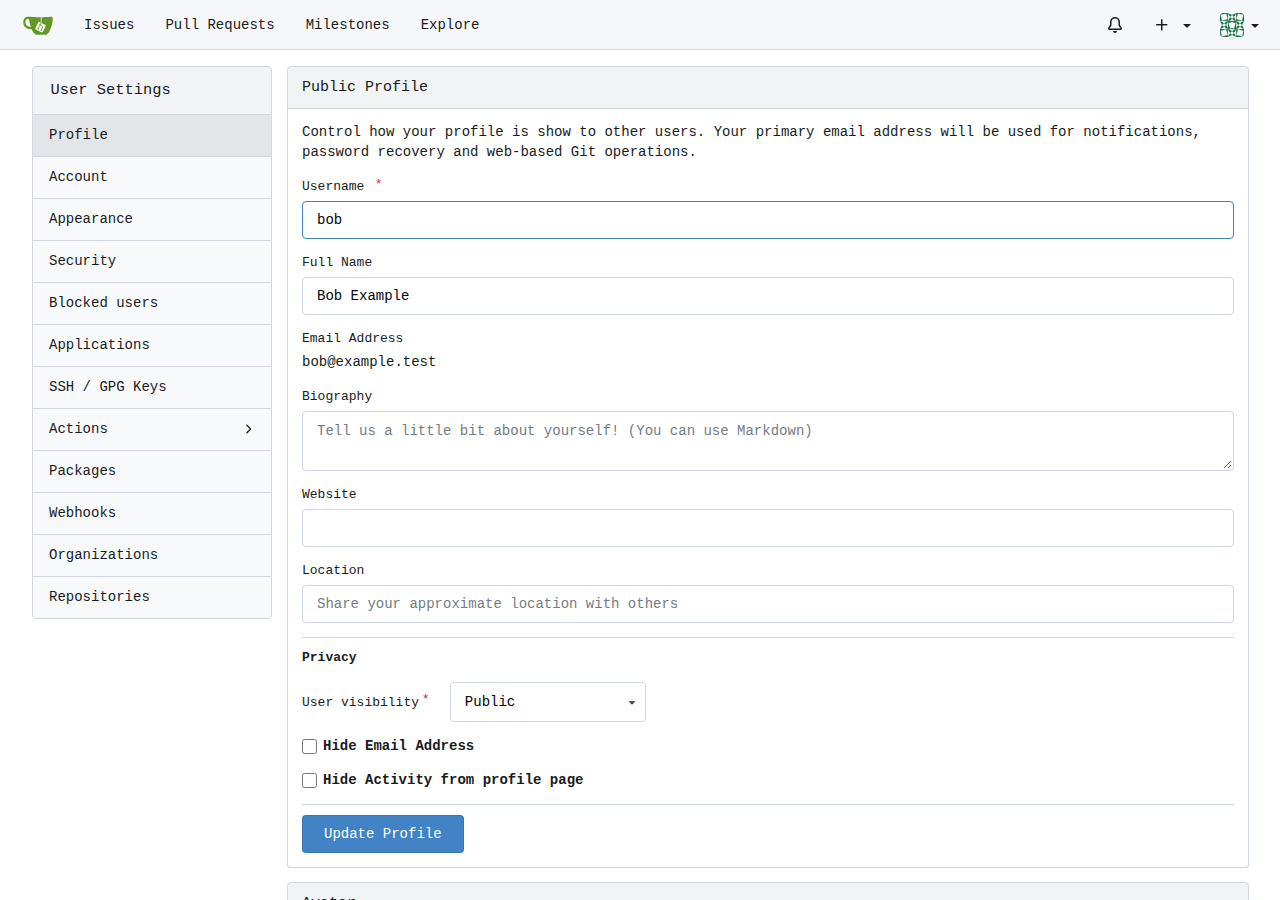 Issues Pull Requests Milestones Explore
User Settings
Profile
Account
Appearance
Security
Blocked users
Applications
SSH / GPG Keys
Actions
Packages
Webhooks
Organizations
Repositories
Public Profile
Control how your profile is show to other users. Your primary email address will be used for notifications,
password recovery and web-based Git operations.
Username *
bob
Full Name
Bob Example
Email Address
bob@example.test
Biography
Tell us a little bit about yourself! (You can use Markdown)
Website
Location
Share your approximate location with others
Privacy
User visibility * Public
Hide Email Address
Hide Activity from profile page
Update Profile
Avatar